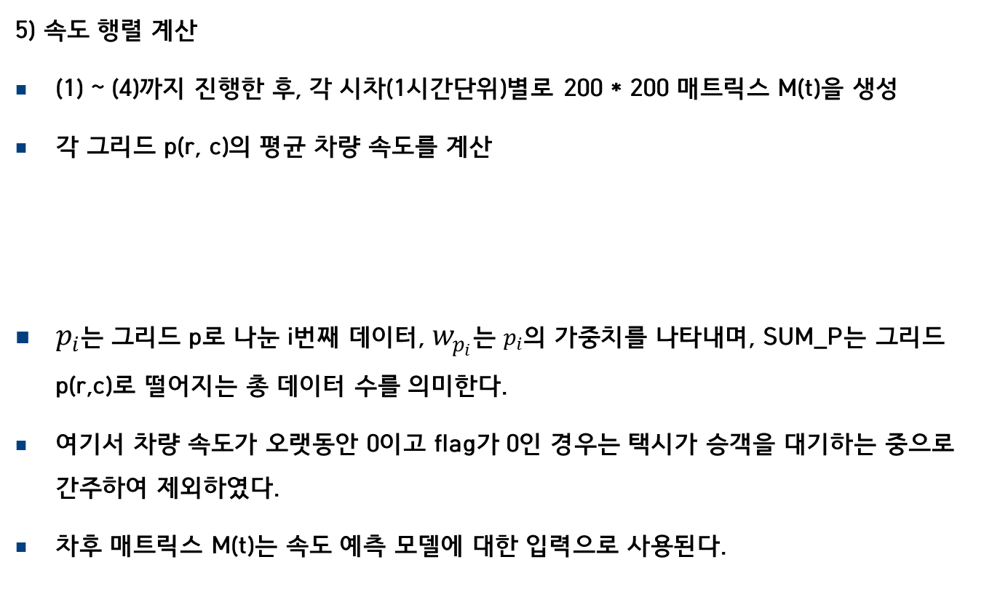 5) 속도 행렬 계산
▪ (1) ~ (4)까지 진행한 후, 각 시차(1시간단위)별로 200 * 200 매트릭스 M(t)을 생성
▪ 각 그리드 p(r, c)의 평균 차량 속도를 계산
▪ $p_i$는 그리드 p로 나눈 i번째 데이터, $w_{p_i}$는 $p_i$의 가중치를 나타내며, SUM_P는 그리드
p(r,c)로 떨어지는 총 데이터 수를 의미한다.
▪ 여기서 차량 속도가 오랫동안 0이고 flag가 0인 경우는 택시가 승객을 대기하는 중으로
간주하여 제외하였다.
▪ 차후 매트릭스 M(t)는 속도 예측 모델에 대한 입력으로 사용된다.